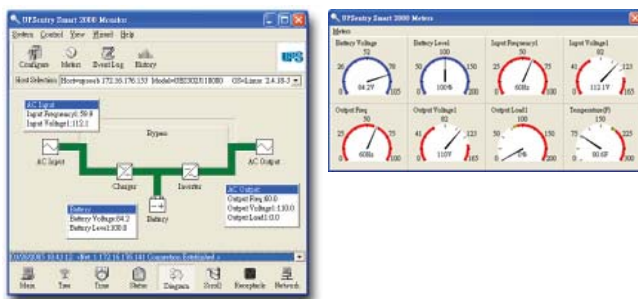 UPSentry Smart 2000 Monitor
System Control View Wizard Help
Configure Meters Event Log History
UPS
Host Selection
AC Input
Input Frequency1: 59.9
Input Voltage1:112.1
Bypass
AC Input
AC Output
Charger
Inverter
Battery
AC Output
Output Freq:60.0
Output Voltage1:110.0
Output Load1:0.0
Battery
Battery Voltage:84.2
Battery Level:100.0
Main Tree Time Status Diagram Scroll Receptacle Network
UPSentry Smart 2000 Meters
Meters
Battery Voltage
52
26 78
0 105
84.2V
Battery Level
100
50 150
0 200
100%
Input Frequency1
50
25 75
0 100
60Hz
Input Voltage1
82
41 123
0 165
112.1V
Output Freq
50
25 75
0 100
60Hz
Output Voltage1
82
41 123
0 165
110V
Output Load1
100
50 150
0 200
0%
Temperature(F)
150
75 225
0 300
80.6F